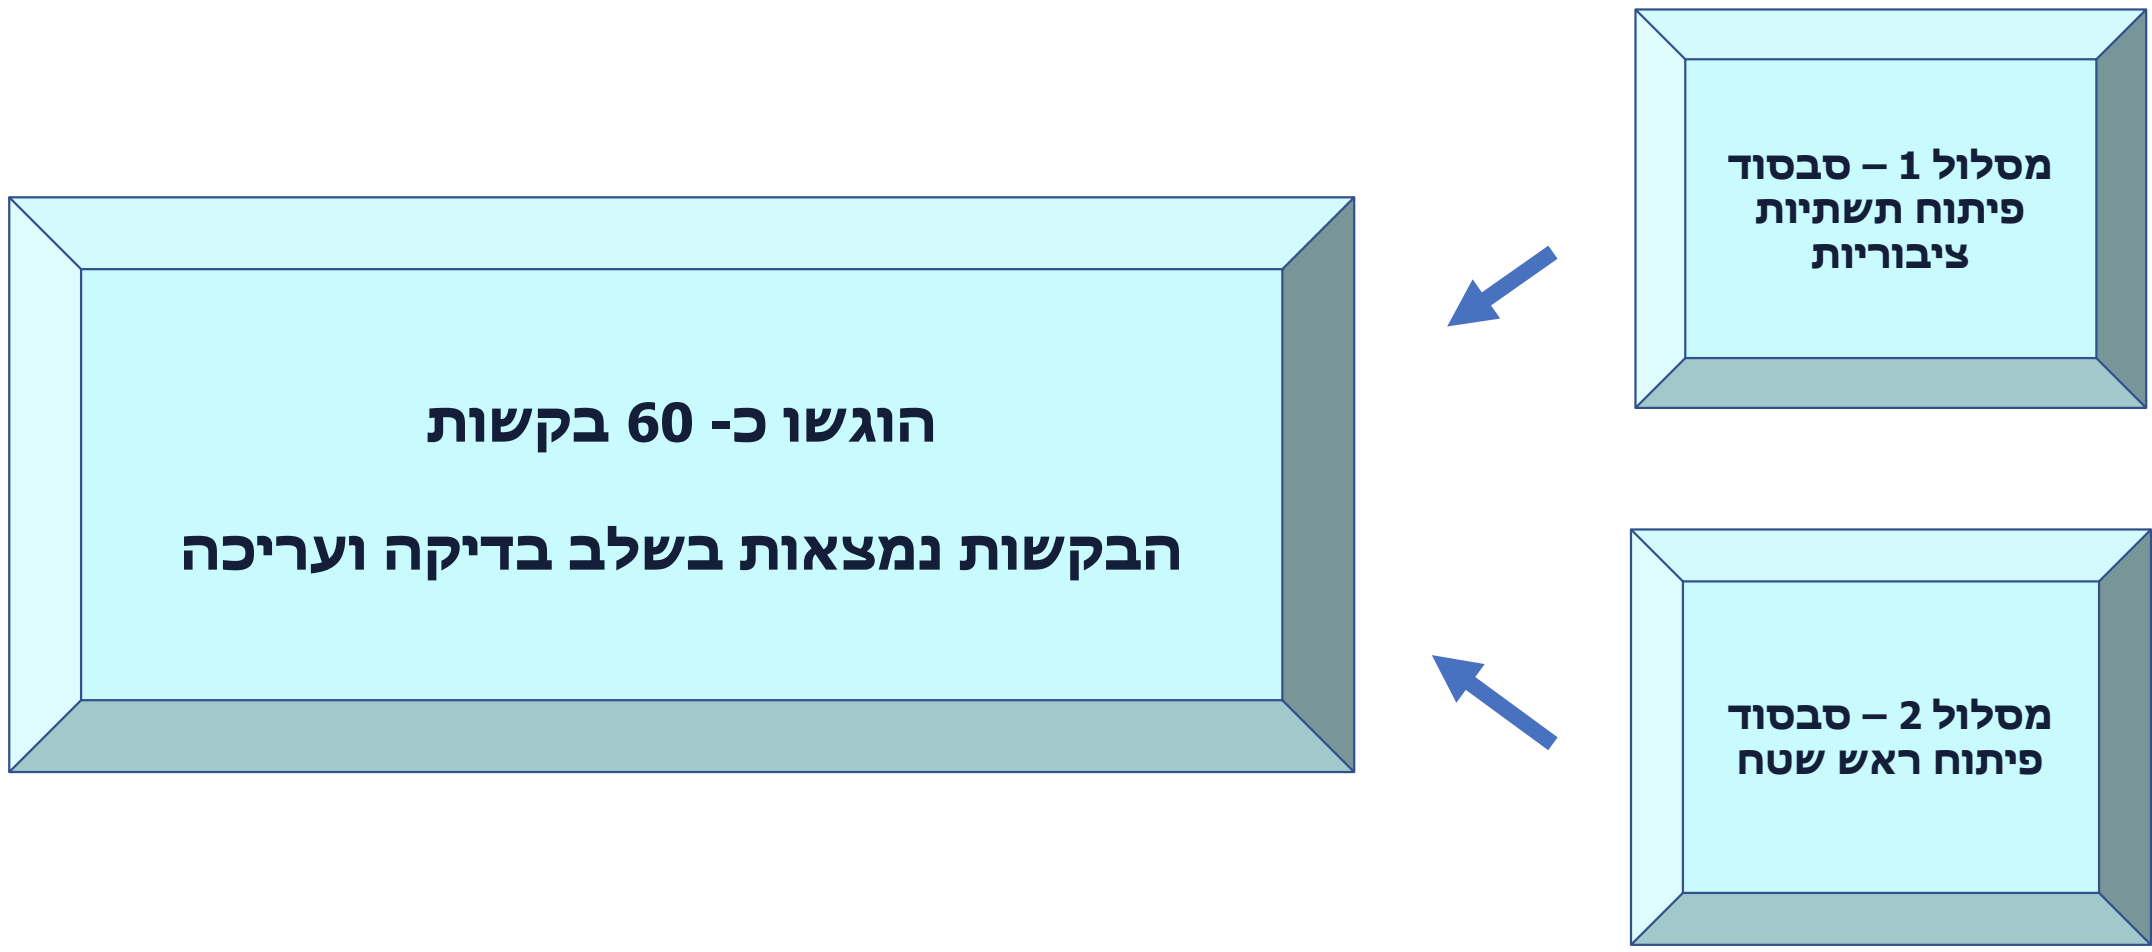 מסלול 1 – סבסוד
פיתוח תשתיות
ציבוריות
הוגשו כ- 60 בקשות
הבקשות נמצאות בשלב בדיקה ועריכה
מסלול 2 – סבסוד
פיתוח ראש שטח